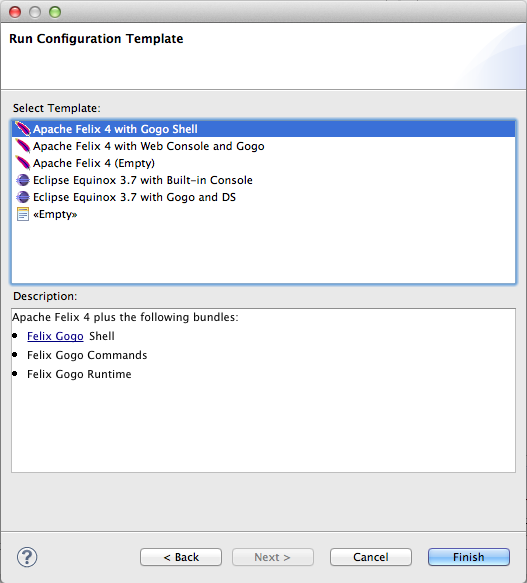 Run Configuration Template
Select Template:
Apache Felix 4 with Gogo Shell
Apache Felix 4 with Web Console and Gogo
Apache Felix 4 (Empty)
Eclipse Equinox 3.7 with Built-in Console
Eclipse Equinox 3.7 with Gogo and DS
«Empty»
Description:
Apache Felix 4 plus the following bundles:
• Felix Gogo Shell
• Felix Gogo Commands
• Felix Gogo Runtime
? < Back Next > Cancel Finish